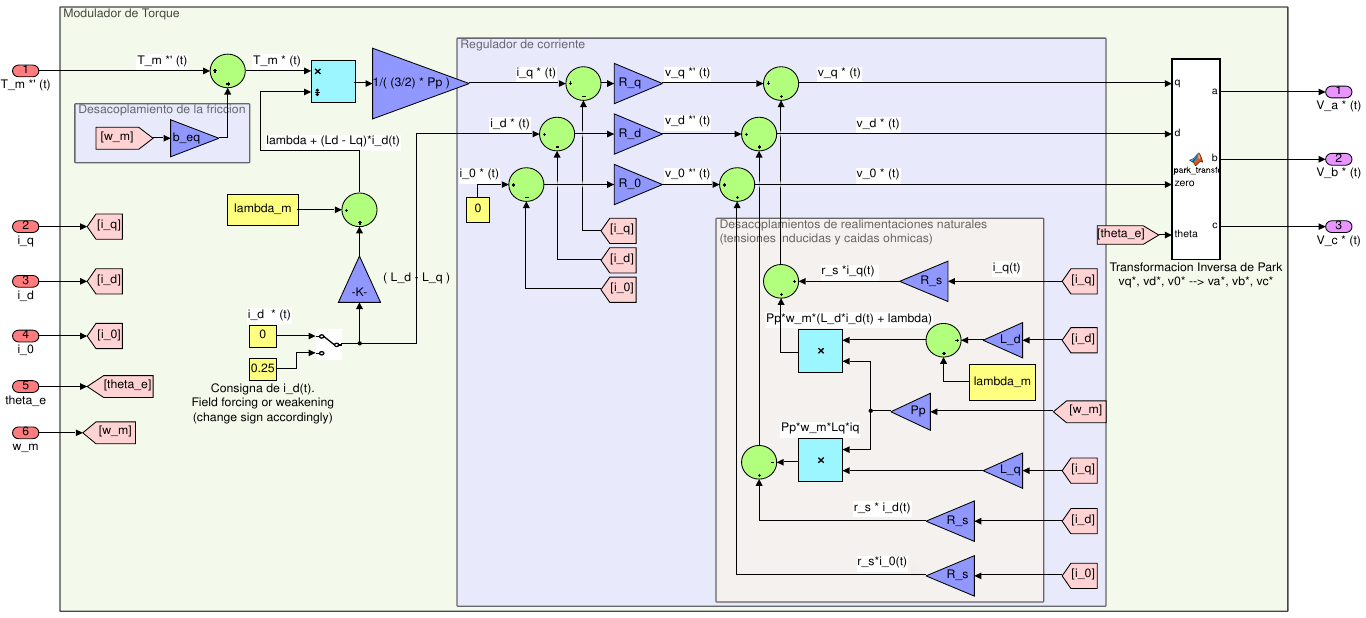 Modulador de Torque
1
T_m *' (t)
T_m *' (t)
T_m * (t)
1/( (3/2) * Pp )
Desacoplamiento de la friccion
[w_m]
b_eq
lambda + (Ld - Lq)*i_d(t)
lambda_m
-K-
( L_d - L_q )
i_d * (t)
0
0.25
Consigna de i_d(t).
Field forcing or weakening
(change sign accordingly)
2
i_q
[i_q]
3
i_d
[i_d]
4
i_0
[i_0]
5
theta_e
[theta_e]
6
w_m
[w_m]
Regulador de corriente
i_q * (t)
R_q
v_q *' (t)
v_q * (t)
i_d * (t)
R_d
v_d *' (t)
v_d * (t)
i_0 * (t)
0
R_0
v_0 *' (t)
v_0 * (t)
[i_q]
[i_d]
[i_0]
Desacoplamientos de realimentaciones naturales
(tensiones inducidas y caidas ohmicas)
r_s *i_q(t)
R_s
i_q(t)
[i_q]
Pp*w_m*(L_d*i_d(t) + lambda)
L_d
[i_d]
lambda_m
Pp
[w_m]
Pp*w_m*Lq*iq
L_q
[i_q]
r_s * i_d(t)
R_s
[i_d]
r_s*i_0(t)
R_s
[i_0]
q
d
zero
theta
park_transf
a
b
c
[theta_e]
Transformacion Inversa de Park
vq*, vd*, v0* --> va*, vb*, vc*
1
V_a * (t)
2
V_b * (t)
3
V_c * (t)